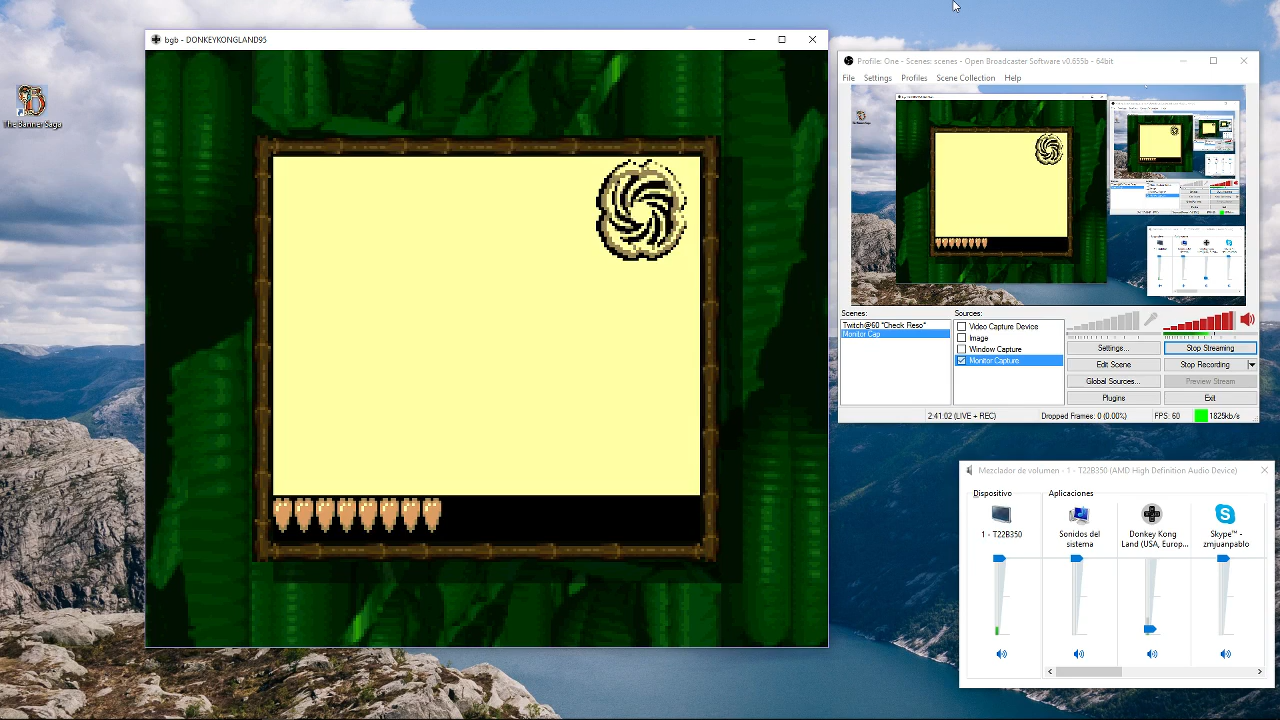 bgb - DONKEYKONGLAND95
The Banner Saga
Profile: One - Scenes: scenes - Open Broadcaster Software v0.655b - 64bit
File Settings Profiles Scene Collection Help
Scenes:
Twitch@60 "Check Reso"
Monitor Cap
Sources:
Video Capture Device
Image
Window Capture
Monitor Capture
Settings... Stop Streaming
Edit Scene Stop Recording
Global Sources... Preview Stream
Plugins Exit
2:41:02 (LIVE + REC) Dropped Frames: 0 (0.00%) FPS: 60 1825kb/s
Mezclador de volumen - 1 - T22B350 (AMD High Definition Audio Device)
Dispositivo Aplicaciones
1 - T22B350
Sonidos del
sistema
Donkey Kong
Land (USA, Europ...
Skype™ -
zmjuanpablo